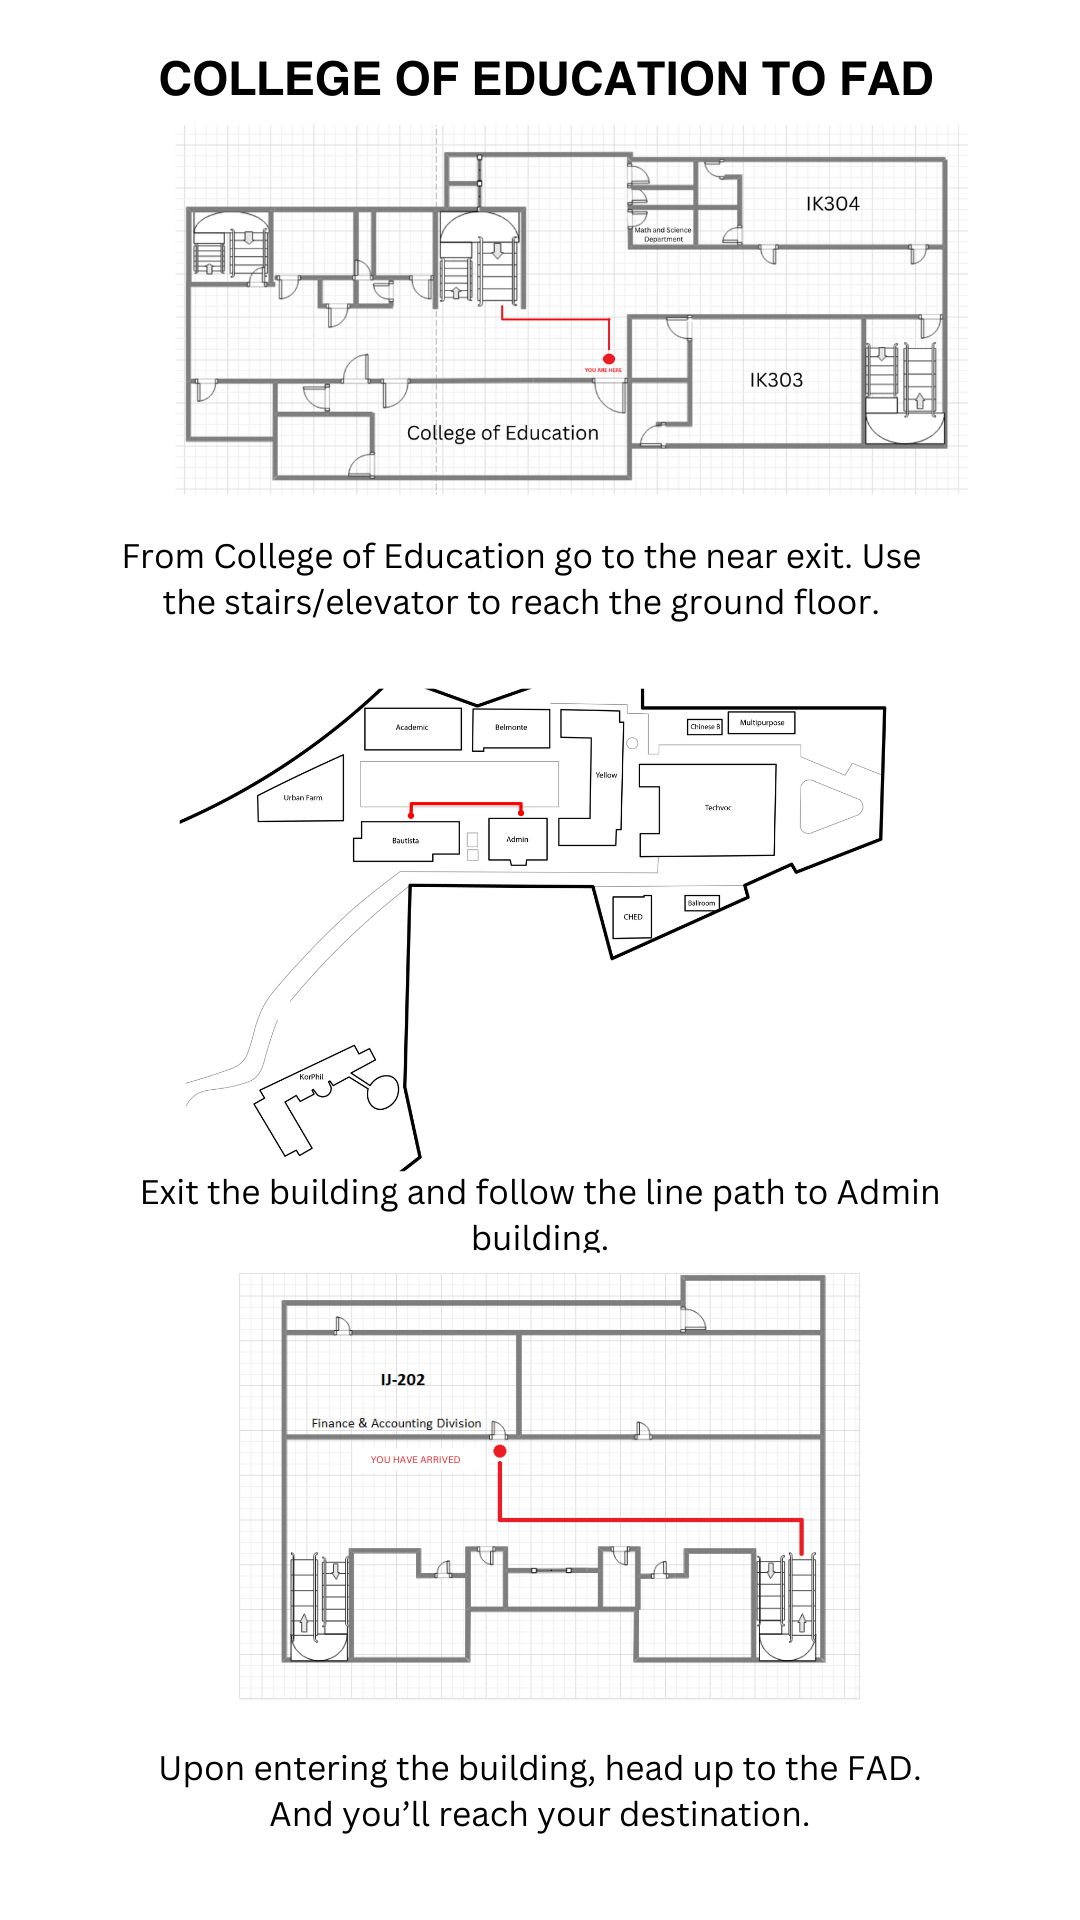 COLLEGE OF EDUCATION TO FAD
IK304
Math and Science
Department
YOU ARE HERE
IK303
College of Education
From College of Education go to the near exit. Use
the stairs/elevator to reach the ground floor.
Academic
Belmonte
Chinese B
Multipurpose
Yellow
Urban Farm
Techvoc
Bautista
Admin
CHED
Ballroom
KorPhil
Exit the building and follow the line path to Admin
building.
IJ-202
Finance & Accounting Division
YOU HAVE ARRIVED
Upon entering the building, head up to the FAD.
And you’ll reach your destination.